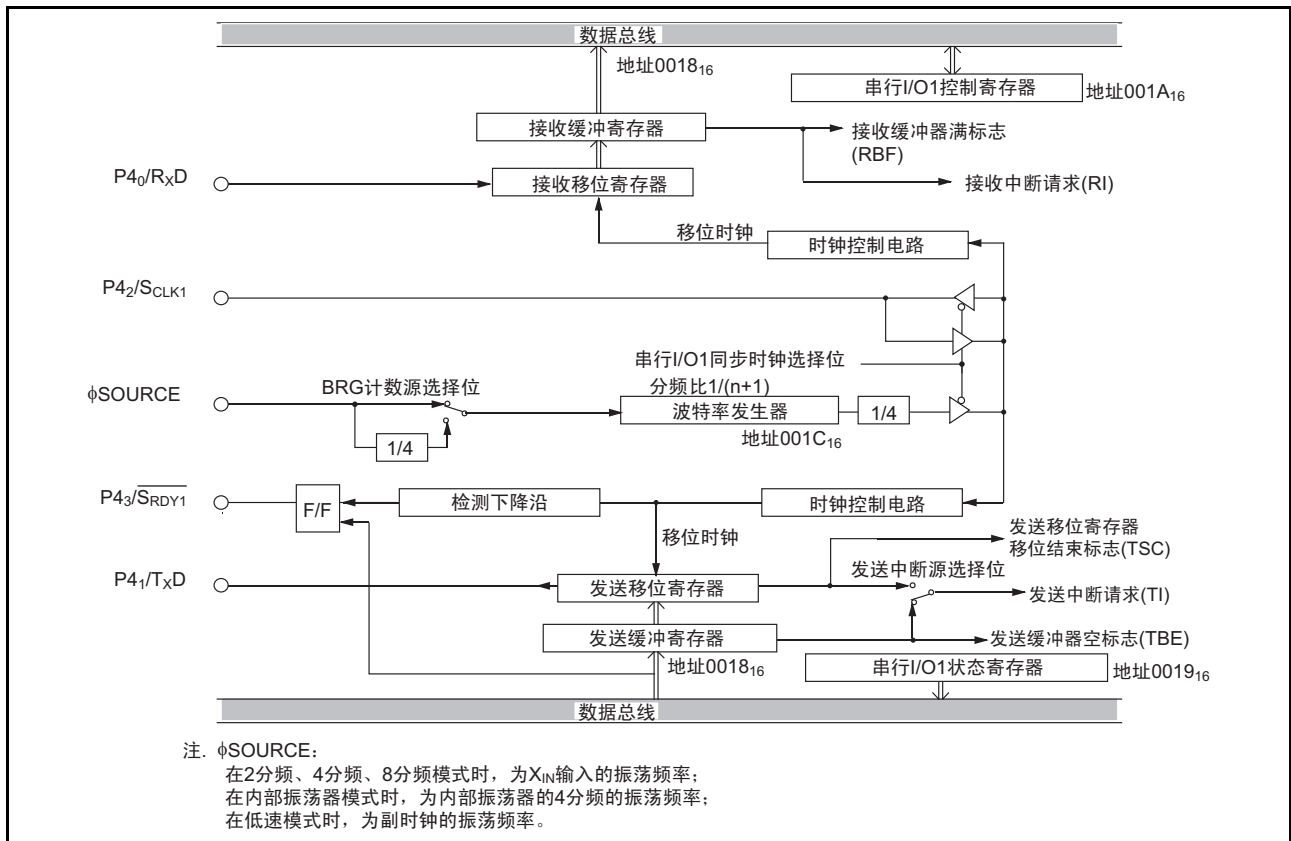 数据总线
地址0018₁₆
串行I/O1控制寄存器
地址001A₁₆
接收缓冲寄存器
接收缓冲器满标志
(RBF)
P4₀/RₓD
接收移位寄存器
接收中断请求(RI)
移位时钟
时钟控制电路
P4₂/S_CLK1
串行I/O1同步时钟选择位
BRG计数源选择位
分频比1/(n+1)
ϕSOURCE
波特率发生器
1/4
1/4
地址001C₁₆
P4₃/S_RDY1
F/F
检测下降沿
时钟控制电路
移位时钟
发送移位寄存器
移位结束标志(TSC)
P4₁/TₓD
发送移位寄存器
发送中断源选择位
发送中断请求(TI)
发送缓冲寄存器
发送缓冲器空标志(TBE)
地址0018₁₆
串行I/O1状态寄存器
地址0019₁₆
数据总线
注. ϕSOURCE：
在2分频、4分频、8分频模式时，为X_IN输入的振荡频率；
在内部振荡器模式时，为内部振荡器的4分频的振荡频率；
在低速模式时，为副时钟的振荡频率。